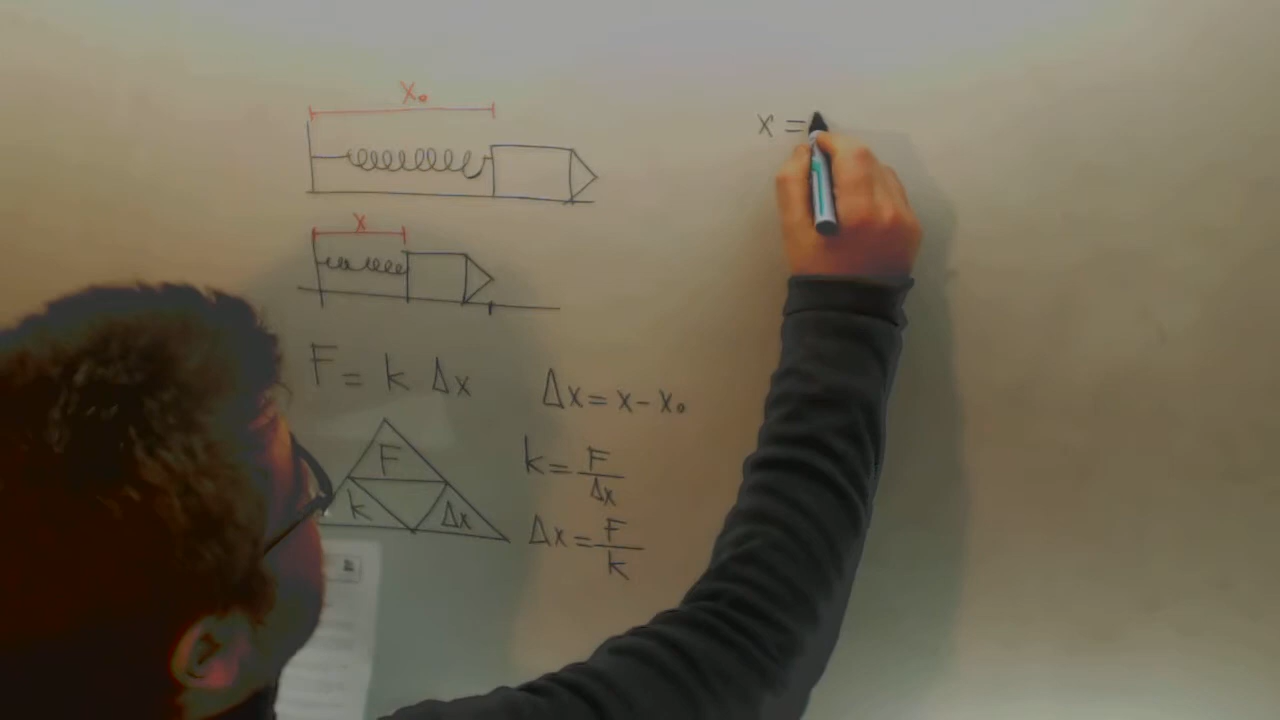 x₀
x
F = k Δx
Δx = x - x₀
F
k Δx
k = F/Δx
Δx = F/k
x =